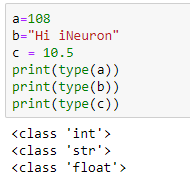 a=108
b="Hi iNeuron"
c = 10.5
print(type(a))
print(type(b))
print(type(c))
<class 'int'>
<class 'str'>
<class 'float'>